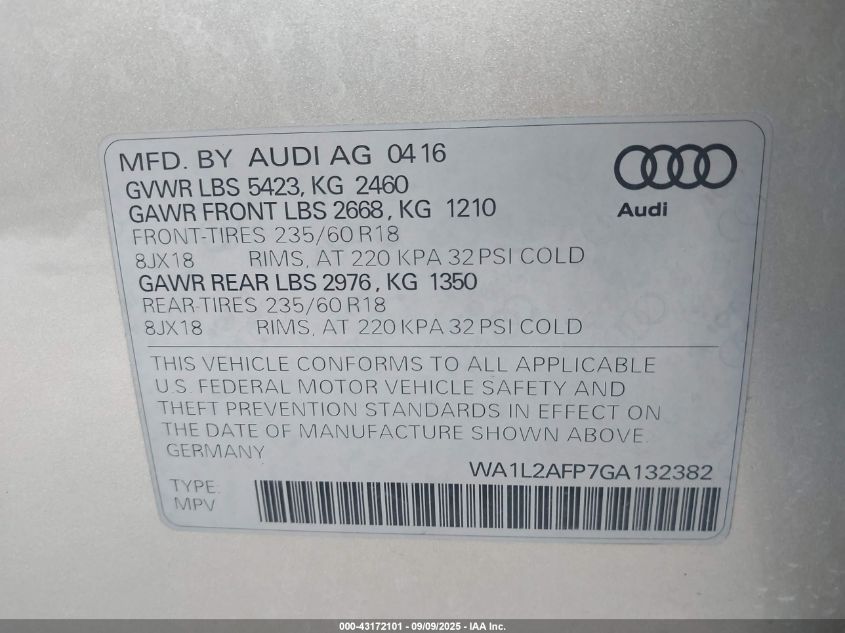 MFD. BY AUDI AG 0416
GVWR LBS 5423, KG 2460
GAWR FRONT LBS 2668, KG 1210
FRONT-TIRES 235/60 R18
8JX18 RIMS, AT 220 KPA 32 PSI COLD
GAWR REAR LBS 2976, KG 1350
REAR-TIRES 235/60 R18
8JX18 RIMS, AT 220 KPA 32 PSI COLD
Audi
THIS VEHICLE CONFORMS TO ALL APPLICABLE
U.S. FEDERAL MOTOR VEHICLE SAFETY AND
THEFT PREVENTION STANDARDS IN EFFECT ON
THE DATE OF MANUFACTURE SHOWN ABOVE.
GERMANY
WA1L2AFP7GA132382
TYPE:
MPV
000-43172101 - 09/09/2025 - IAA Inc.